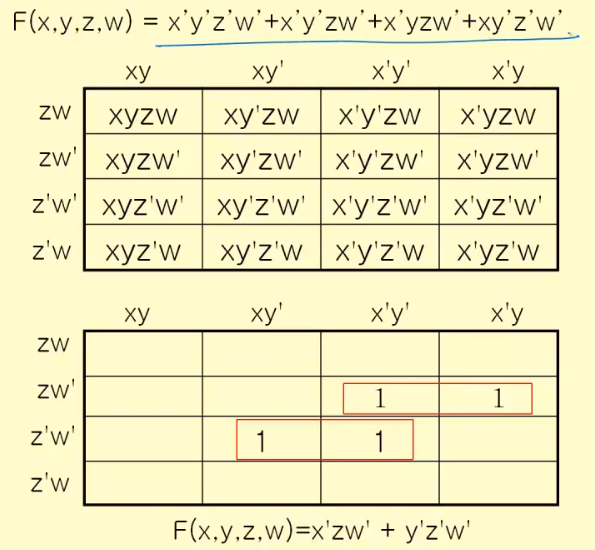 F(x,y,z,w) = x'y'z'w'+x'y'zw'+x'yzw'+xy'z'w'
xy xy' x'y' x'y
zw xyzw xy'zw x'y'zw x'yzw
zw' xyzw' xy'zw' x'y'zw' x'yzw'
z'w' xyz'w' xy'z'w' x'y'z'w' x'yz'w'
z'w xyz'w xy'z'w x'y'z'w x'yz'w
xy xy' x'y' x'y
zw
zw' 1 1
z'w' 1 1
z'w
F(x,y,z,w)=x'zw' + y'z'w'